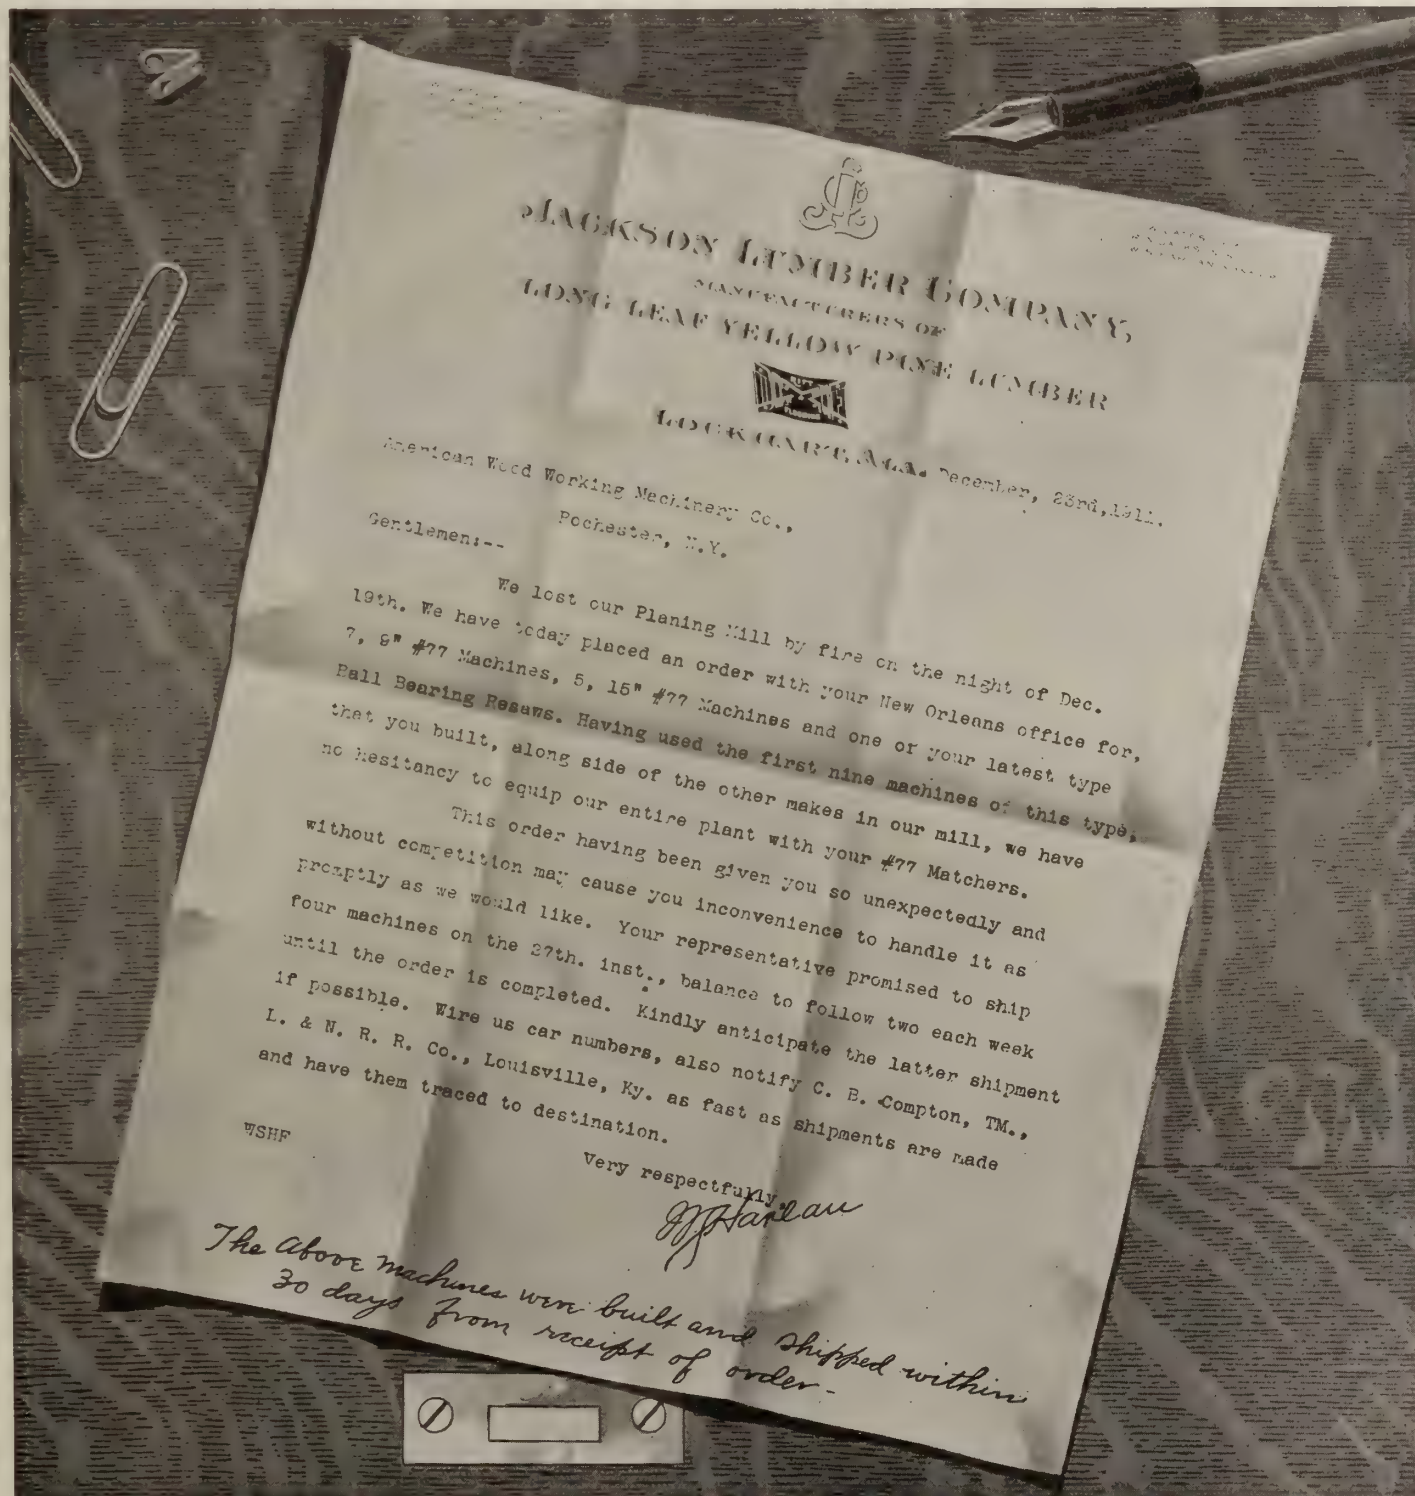 JACKSON LUMBER COMPANY,
MANUFACTURERS OF
LONG LEAF YELLOW PINE LUMBER
LOCKHART, ALA. December, 23rd,1911.
American Wood Working Machinery Co.,
Rochester, N.Y.
Gentlemen:--
We lost our Planing Mill by fire on the night of Dec.
19th. We have today placed an order with your New Orleans office for,
7, 9" #77 Machines, 5, 15" #77 Machines and one of your latest type
Ball Bearing Resaws. Having used the first nine machines of this type,
that you built, along side of the other makes in our mill, we have
no hesitancy to equip our entire plant with your #77 Matchers.
This order having been given you so unexpectedly and
without competition may cause you inconvenience to handle it as
promptly as we would like. Your representative promised to ship
four machines on the 27th. inst., balance to follow two each week
until the order is completed. Kindly anticipate the latter shipment
if possible. Wire us car numbers, also notify C. B. Compton, TM.,
L. & N. R. R. Co., Louisville, Ky. as fast as shipments are made
and have them traced to destination.
WSHF
Very respectfully,
Harlan
The Above machines were built and shipped within
30 days from receipt of order-